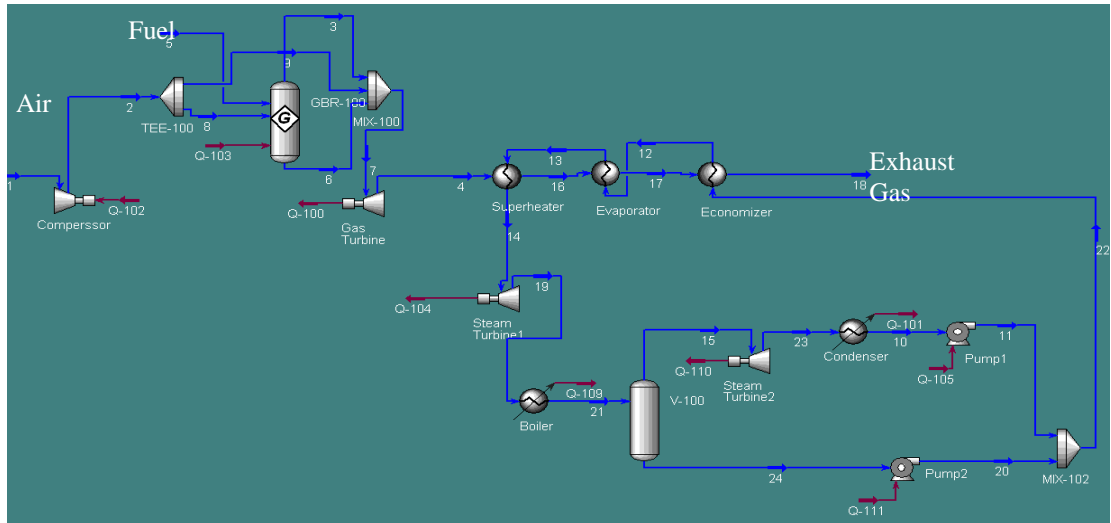 Fuel
5
3
9
Air
2
TEE-100
8
GBR-100
MIX-100
G
Q-103
6
7
1
Comperssor
Q-102
Q-100
Gas
Turbine
4
13
12
Superheater
16
Evaporator
17
Economizer
18
Exhaust
Gas
14
22
Q-104
19
Steam
Turbine1
Boiler
Q-109
21
15
V-100
Q-110
Steam
Turbine2
23
Condenser
Q-101
10
Pump1
11
Q-105
24
Pump2
20
Q-111
MIX-102